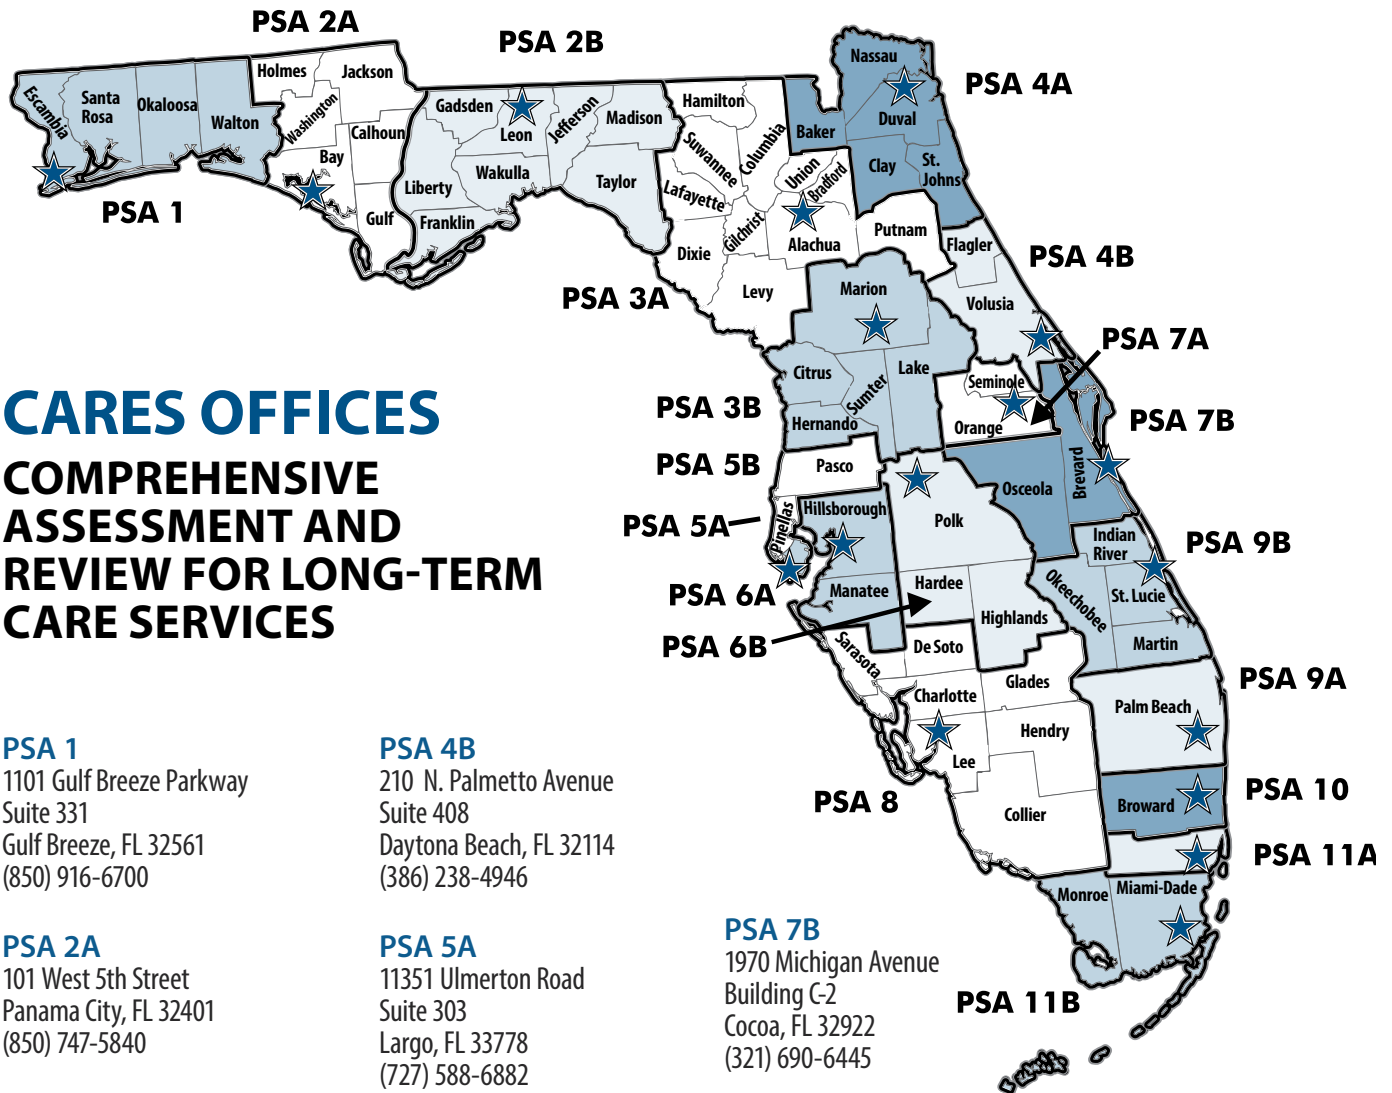 PSA 2A
PSA 2B
PSA 4A
Holmes
Jackson
Nassau
Escambia
Santa
Rosa
Okaloosa
Walton
Washington
Calhoun
Bay
Gulf
Gadsden
Leon
Jefferson
Madison
Liberty
Wakulla
Franklin
Taylor
Hamilton
Suwannee
Columbia
Lafayette
Union
Bradford
Gilchrist
Alachua
Dixie
Levy
Baker
Duval
Clay
St.
Johns
Putnam
Flagler
Volusia
PSA 1
PSA 3A
PSA 4B
PSA 7A
Marion
Citrus
Sumter
Lake
Hernando
Seminole
Orange
PSA 3B
PSA 7B
PSA 5B
Pasco
Osceola
Brevard
PSA 5A
Pinellas
Hillsborough
Polk
Indian
River
PSA 9B
PSA 6A
Manatee
Hardee
Highlands
Okeechobee
St. Lucie
Martin
PSA 6B
Sarasota
De Soto
Charlotte
Glades
Lee
Hendry
Collier
PSA 9A
Palm Beach
PSA 8
PSA 10
Broward
PSA 11A
Monroe
Miami-Dade
PSA 11B
CARES OFFICES
COMPREHENSIVE
ASSESSMENT AND
REVIEW FOR LONG-TERM
CARE SERVICES
PSA 1
1101 Gulf Breeze Parkway
Suite 331
Gulf Breeze, FL 32561
(850) 916-6700
PSA 2A
101 West 5th Street
Panama City, FL 32401
(850) 747-5840
PSA 4B
210 N. Palmetto Avenue
Suite 408
Daytona Beach, FL 32114
(386) 238-4946
PSA 5A
11351 Ulmerton Road
Suite 303
Largo, FL 33778
(727) 588-6882
PSA 7B
1970 Michigan Avenue
Building C-2
Cocoa, FL 32922
(321) 690-6445